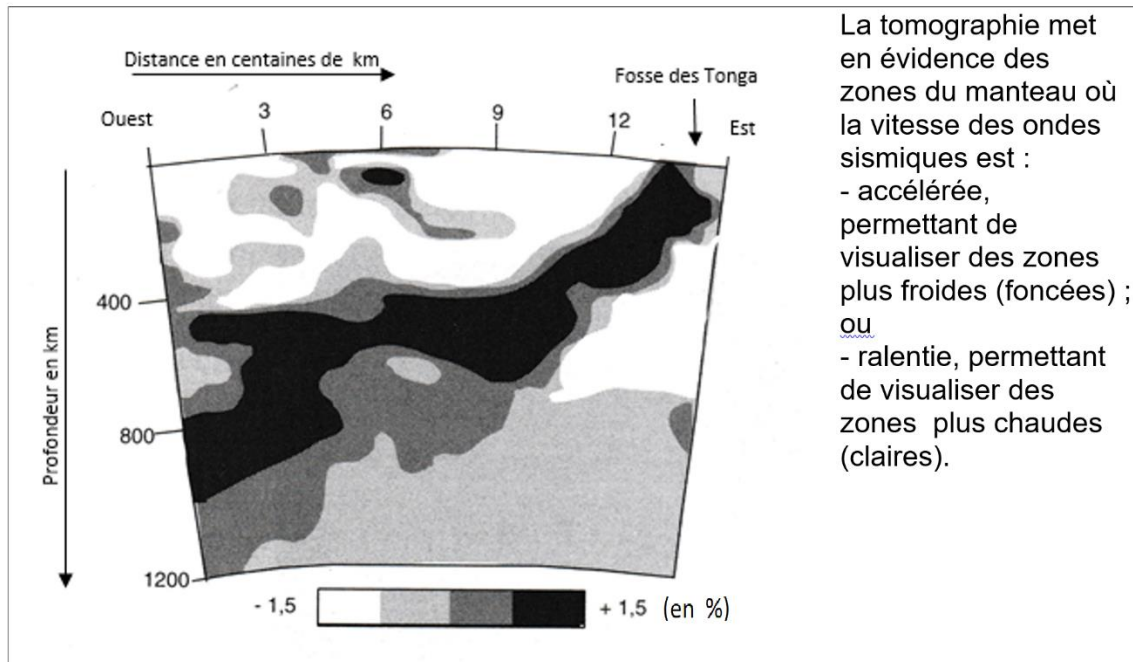 Distance en centaines de km
Fosse des Tonga
Ouest
3
6
9
12
Est
Profondeur en km
400
800
1200
- 1,5
+ 1,5 (en %)
La tomographie met
en évidence des
zones du manteau où
la vitesse des ondes
sismiques est :
- accélérée,
permettant de
visualiser des zones
plus froides (foncées) ;
ou
- ralentie, permettant
de visualiser des
zones plus chaudes
(claires).